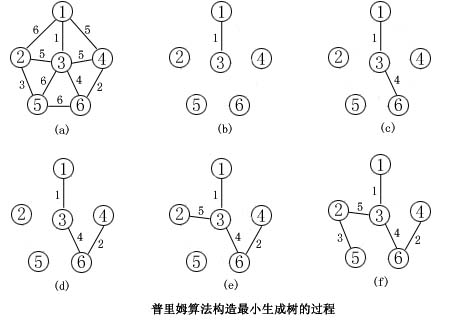 ①
6 1 5
② 5 ③ 5 ④
3 6 4 2
⑤ 6 ⑥
(a)
①
1
② ③ ④
⑤ ⑥
(b)
①
1
② ③ ④
4
⑤ ⑥
(c)
①
1
② ③ ④
4 2
⑤ ⑥
(d)
①
1
② 5 ③ ④
4 2
⑤ ⑥
(e)
①
1
② 5 ③ ④
3 4 2
⑤ ⑥
(f)
普里姆算法构造最小生成树的过程